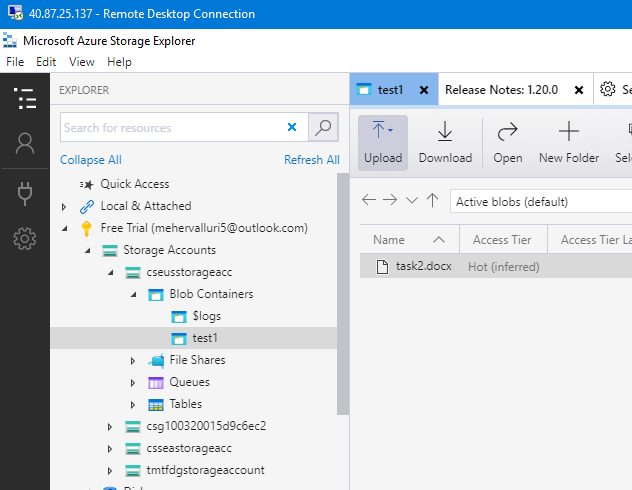 40.87.25.137 - Remote Desktop Connection
Microsoft Azure Storage Explorer
File Edit View Help
EXPLORER
Search for resources
Collapse All Refresh All
Quick Access
Local & Attached
Free Trial (mehervalluri5@outlook.com)
Storage Accounts
cseusstorageacc
Blob Containers
$logs
test1
File Shares
Queues
Tables
csg100320015d9c6ec2
csseastorageacc
tmtfdgstorageaccount
test1 Release Notes: 1.20.0
Upload Download Open New Folder
Active blobs (default)
Name Access Tier Access Tier La
task2.docx Hot (inferred)